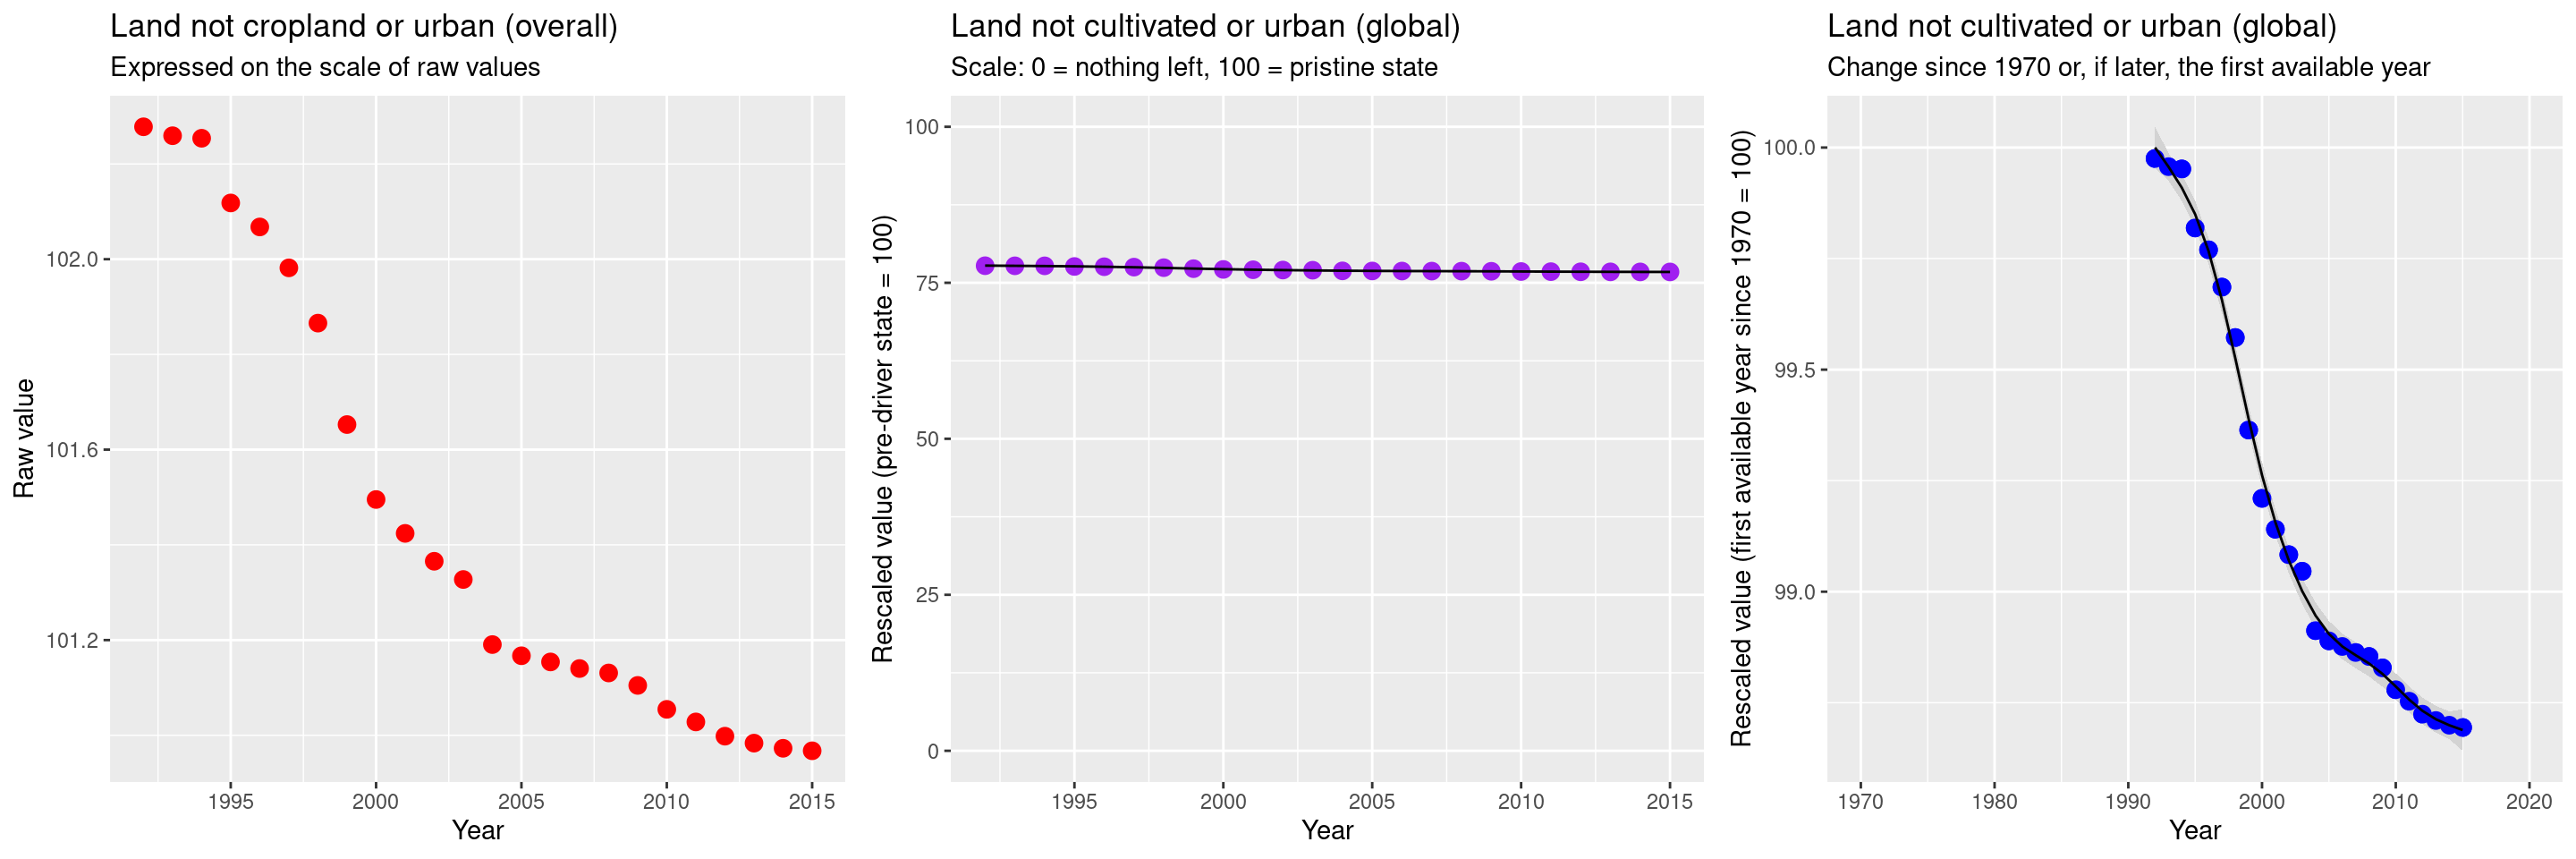 Land not cropland or urban (overall)
Expressed on the scale of raw values
Raw value
102.0
101.6
101.2
1995
2000
2005
2010
2015
Year
Land not cultivated or urban (global)
Scale: 0 = nothing left, 100 = pristine state
Rescaled value (pre-driver state = 100)
100
75
50
25
0
1995
2000
2005
2010
2015
Year
Land not cultivated or urban (global)
Change since 1970 or, if later, the first available year
Rescaled value (first available year since 1970 = 100)
100.0
99.5
99.0
1970
1980
1990
2000
2010
2020
Year